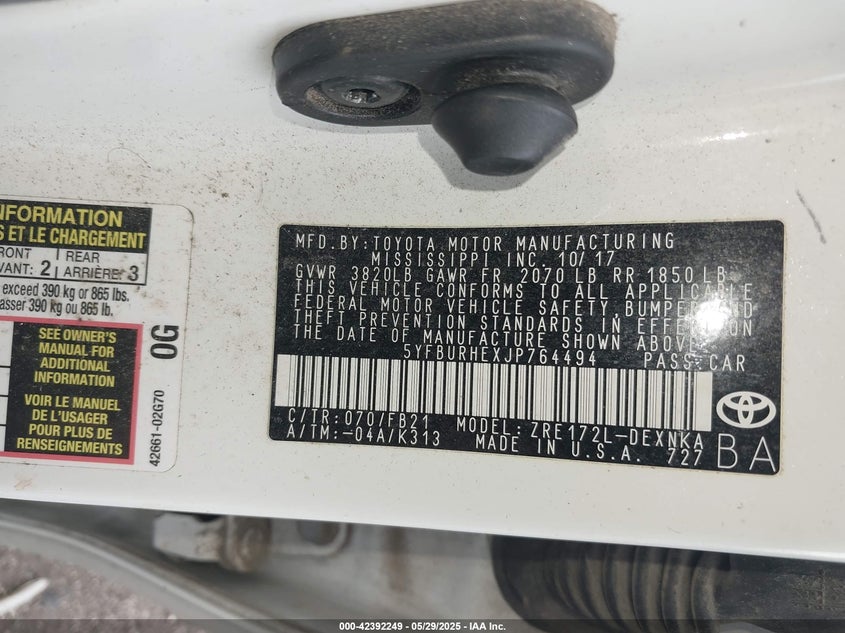 NFORMATION
S ET LE CHARGEMENT
RONT
VANT: 2
REAR
ARRIÈRE 3
exceed 390 kg or 865 lbs.
asser 390 kg ou 865 lb.
SEE OWNER'S
MANUAL FOR
ADDITIONAL
INFORMATION
VOIR LE MANUEL
DE L'USAGER
POUR PLUS DE
RENSEIGNEMENTS
0G
42661-02G70
MFD.BY:TOYOTA MOTOR MANUFACTURING
MISSISSIPPI INC. 10/17
GVWR 3820LB GAWR FR 2070 LB RR 1850 LB
THIS VEHICLE CONFORMS TO ALL APPLICABLE
FEDERAL MOTOR VEHICLE SAFETY, BUMPER, AND
THEFT PREVENTION STANDARDS IN EFFECT ON
THE DATE OF MANUFACTURE SHOWN ABOVE.
5YFBURHEXJP764494 PASS.CAR
C/TR: 070/FB21 MODEL: ZRE172L-DEXNKA
A/TM:-04A/K313 MADE IN U.S.A. 727
BA
000-42392249 - 05/29/2025 - IAA Inc.